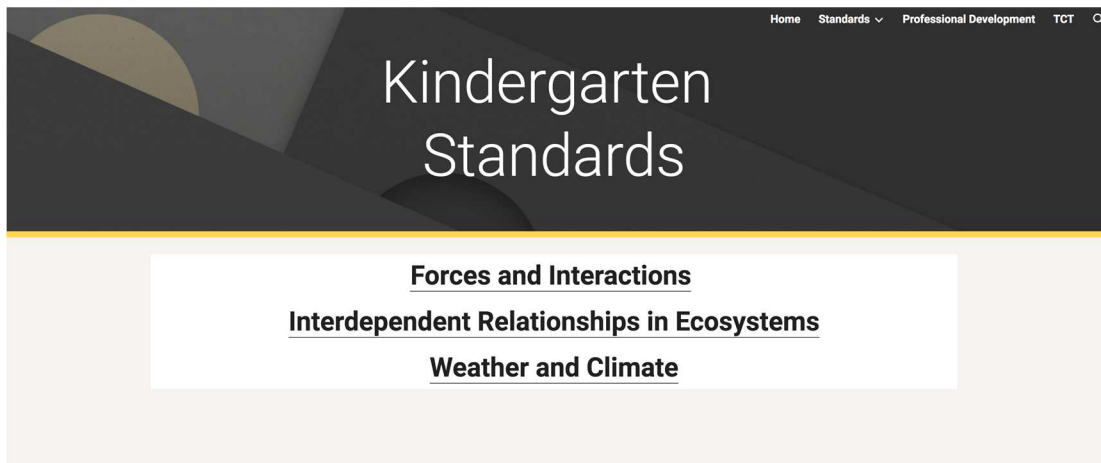 Home Standards Professional Development TCT
Kindergarten
Standards
Forces and Interactions
Interdependent Relationships in Ecosystems
Weather and Climate